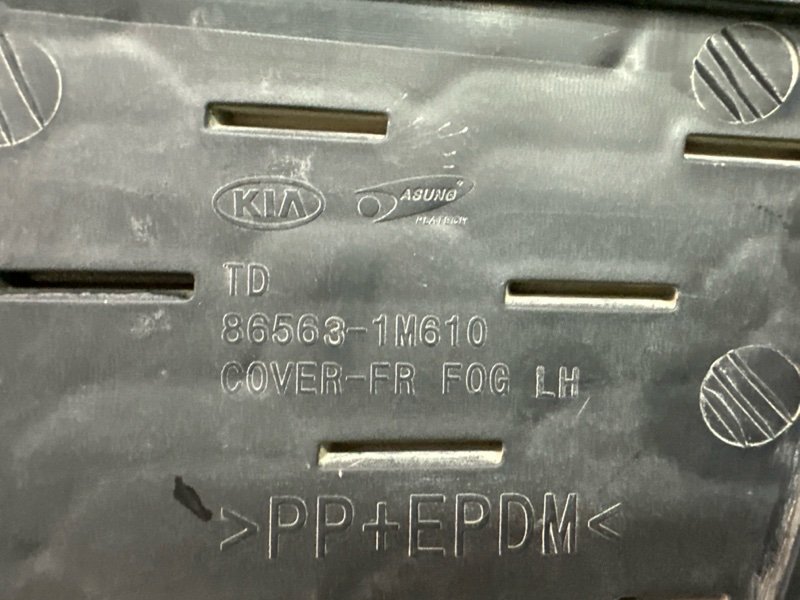 KIA ASUNG
TD
86563-1M610
COVER-FR FOG LH
>PP+EPDM<